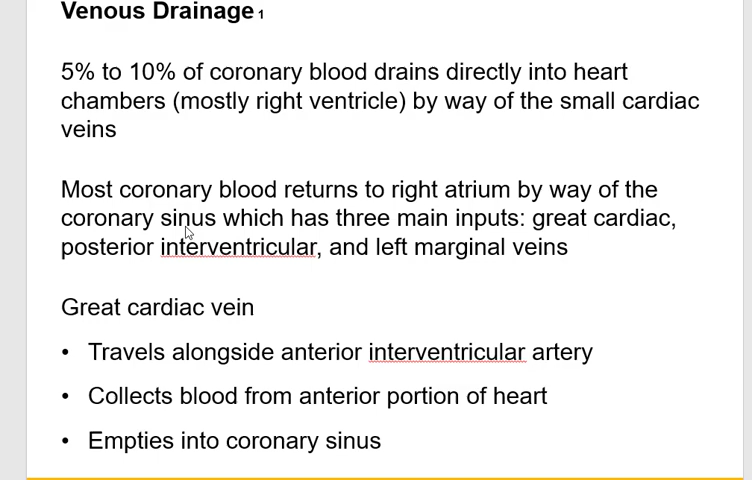 Venous Drainage 1
5% to 10% of coronary blood drains directly into heart
chambers (mostly right ventricle) by way of the small cardiac
veins
Most coronary blood returns to right atrium by way of the
coronary sinus which has three main inputs: great cardiac,
posterior interventricular, and left marginal veins
Great cardiac vein
• Travels alongside anterior interventricular artery
• Collects blood from anterior portion of heart
• Empties into coronary sinus